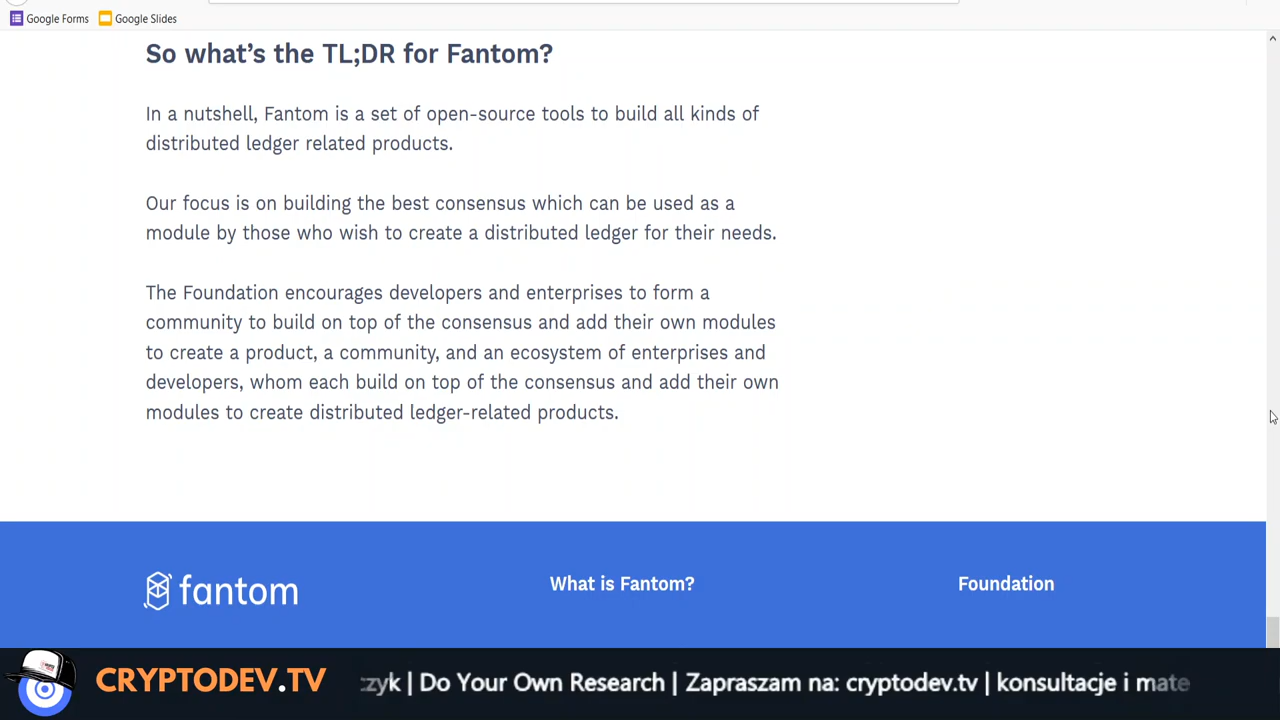 Google Forms
Google Slides
So what's the TL;DR for Fantom?
In a nutshell, Fantom is a set of open-source tools to build all kinds of
distributed ledger related products.
Our focus is on building the best consensus which can be used as a
module by those who wish to create a distributed ledger for their needs.
The Foundation encourages developers and enterprises to form a
community to build on top of the consensus and add their own modules
to create a product, a community, and an ecosystem of enterprises and
developers, whom each build on top of the consensus and add their own
modules to create distributed ledger-related products.
fantom
What is Fantom?
Foundation
CRYPTODEV.TV
czyk | Do Your Own Research | Zapraszam na: cryptodev.tv | konsultacje i mate